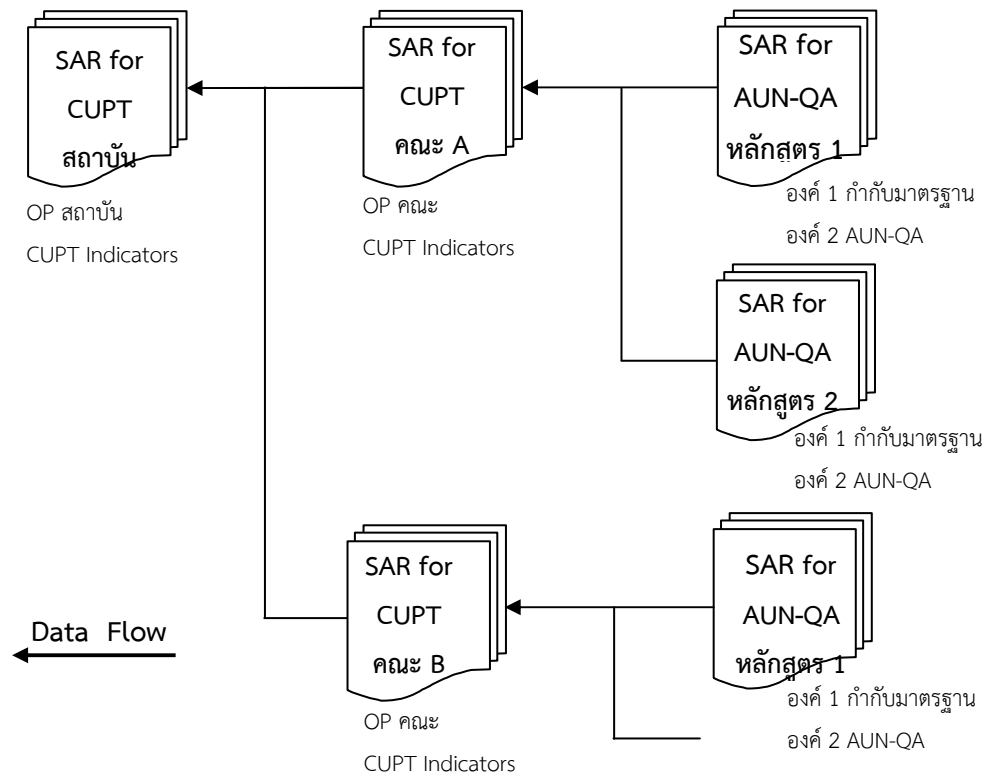 SAR for
CUPT
สถาบัน
OP สถาบัน
CUPT Indicators
SAR for
CUPT
คณะ A
OP คณะ
CUPT Indicators
SAR for
AUN-QA
หลักสูตร 1
องค์ 1 กำกับมาตรฐาน
องค์ 2 AUN-QA
SAR for
AUN-QA
หลักสูตร 2
องค์ 1 กำกับมาตรฐาน
องค์ 2 AUN-QA
Data Flow
SAR for
CUPT
คณะ B
OP คณะ
CUPT Indicators
SAR for
AUN-QA
หลักสูตร 1
องค์ 1 กำกับมาตรฐาน
องค์ 2 AUN-QA